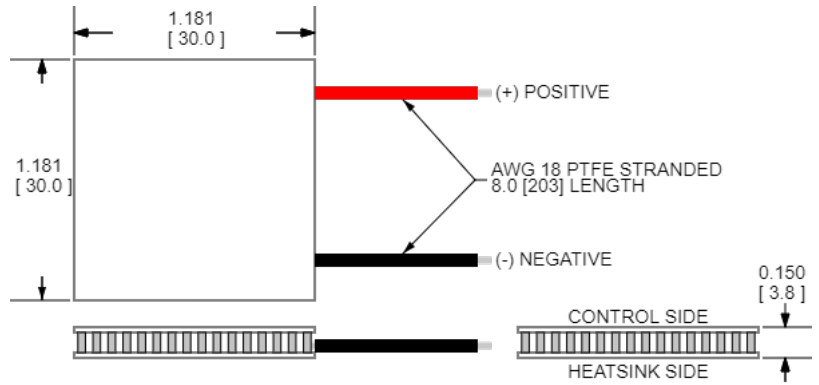 1.181
[ 30.0 ]
(+) POSITIVE
1.181
[ 30.0 ]
AWG 18 PTFE STRANDED
8.0 [203] LENGTH
(-) NEGATIVE
0.150
[ 3.8 ]
CONTROL SIDE
HEATSINK SIDE